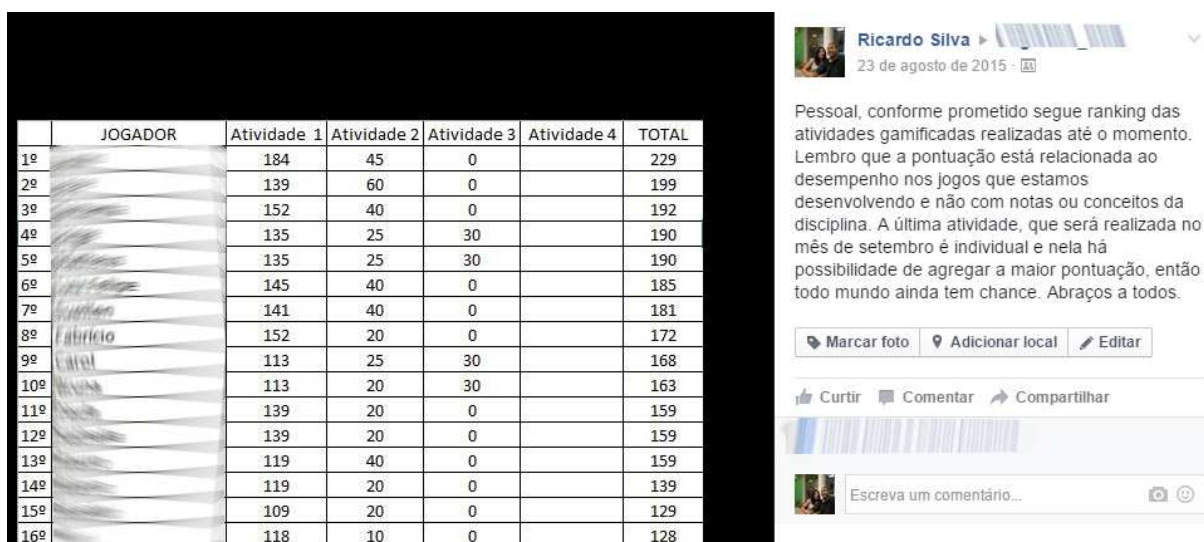 JOGADOR Atividade 1 Atividade 2 Atividade 3 Atividade 4 TOTAL
1º 184 45 0 229
2º 139 60 0 199
3º 152 40 0 192
4º 135 25 30 190
5º 135 25 30 190
6º 145 40 0 185
7º 141 40 0 181
8º Fabrício 152 20 0 172
9º Carol 113 25 30 168
10º 113 20 30 163
11º 139 20 0 159
12º 139 20 0 159
13º 119 40 0 159
14º 119 20 0 139
15º 109 20 0 129
16º 118 10 0 128
Ricardo Silva
23 de agosto de 2015 ·
Pessoal, conforme prometido segue ranking das
atividades gamificadas realizadas até o momento.
Lembro que a pontuação está relacionada ao
desempenho nos jogos que estamos
desenvolvendo e não com notas ou conceitos da
disciplina. A última atividade, que será realizada no
mês de setembro é individual e nela há
possibilidade de agregar a maior pontuação, então
todo mundo ainda tem chance. Abraços a todos.
Marcar foto Adicionar local Editar
Curtir Comentar Compartilhar
Escreva um comentário...